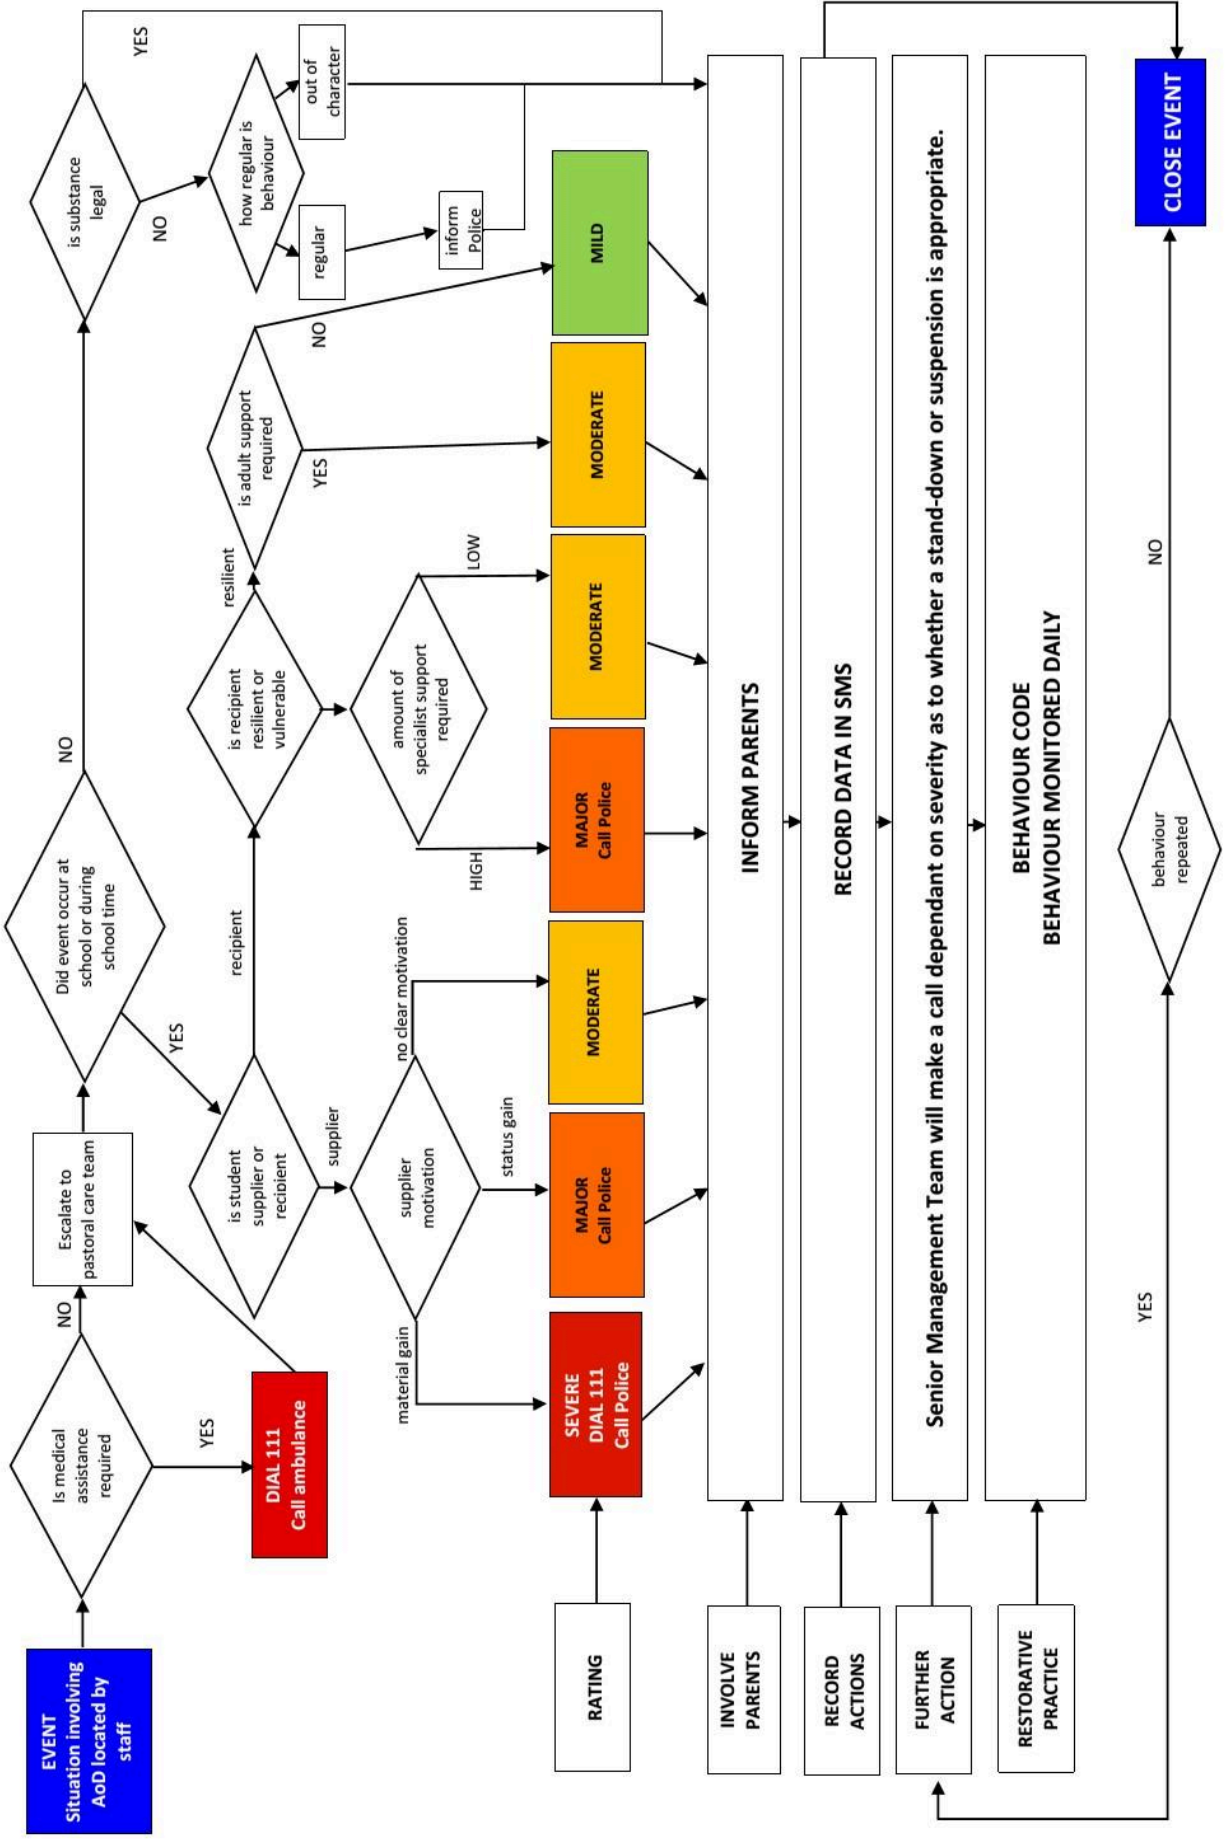 EVENT
Situation involving
AoD located by
staff
Is medical
assistance
required
NO
YES
DIAL 111
Call ambulance
Escalate to
pastoral care team
Did event occur at
school or during
school time
NO
YES
is substance
legal
YES
NO
how regular is
behaviour
regular
out of
character
inform
Police
is student
supplier or
recipient
recipient
supplier
is recipient
resilient or
vulnerable
resilient
is adult support
required
NO
YES
supplier
motivation
material gain
status gain
no clear motivation
amount of
specialist support
required
HIGH
LOW
RATING
SEVERE
DIAL 111
Call Police
MAJOR
Call Police
MODERATE
MAJOR
Call Police
MODERATE
MODERATE
MILD
INVOLVE
PARENTS
INFORM PARENTS
RECORD
ACTIONS
RECORD DATA IN SMS
FURTHER
ACTION
Senior Management Team will make a call dependant on severity as to whether a stand-down or suspension is appropriate.
RESTORATIVE
PRACTICE
BEHAVIOUR CODE
BEHAVIOUR MONITORED DAILY
YES
behaviour
repeated
NO
CLOSE EVENT